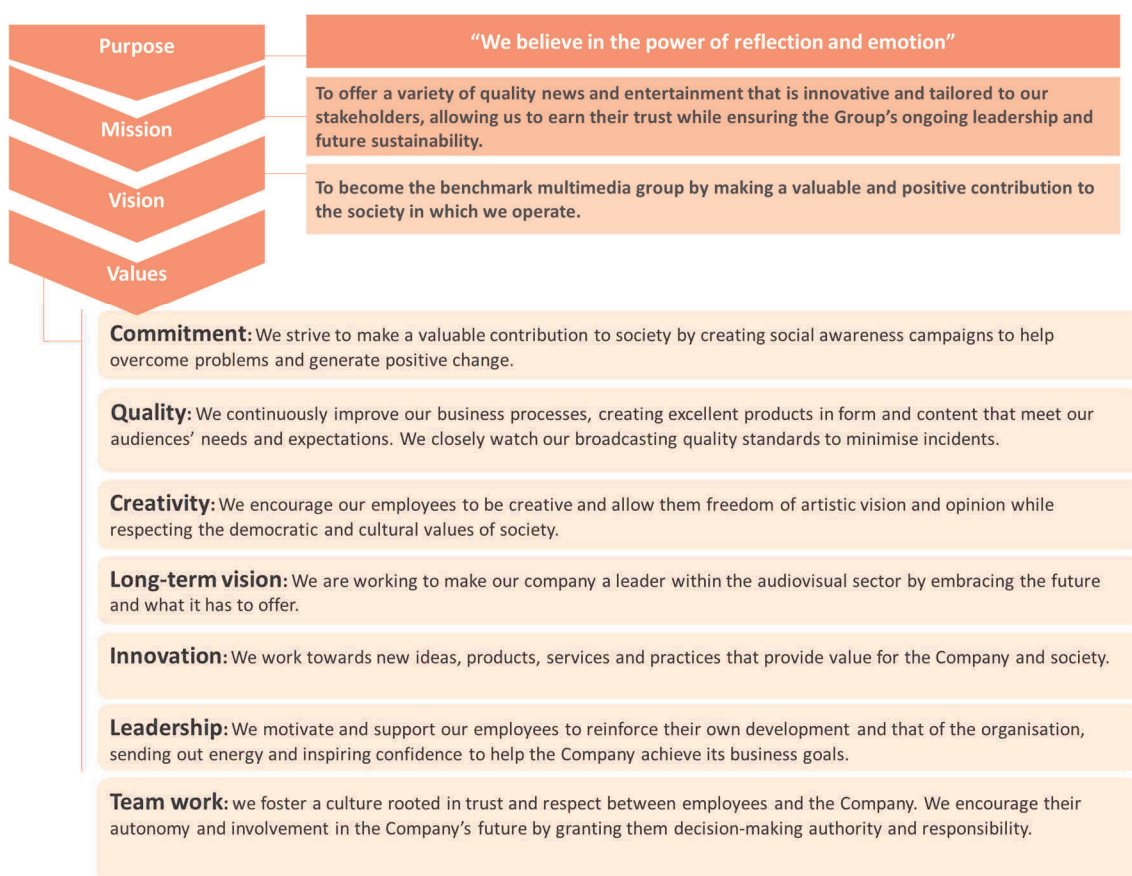 Purpose
“We believe in the power of reflection and emotion”
Mission
To offer a variety of quality news and entertainment that is innovative and tailored to our
stakeholders, allowing us to earn their trust while ensuring the Group’s ongoing leadership and
future sustainability.
Vision
To become the benchmark multimedia group by making a valuable and positive contribution to
the society in which we operate.
Values
Commitment: We strive to make a valuable contribution to society by creating social awareness campaigns to help
overcome problems and generate positive change.
Quality: We continuously improve our business processes, creating excellent products in form and content that meet our
audiences’ needs and expectations. We closely watch our broadcasting quality standards to minimise incidents.
Creativity: We encourage our employees to be creative and allow them freedom of artistic vision and opinion while
respecting the democratic and cultural values of society.
Long-term vision: We are working to make our company a leader within the audiovisual sector by embracing the future
and what it has to offer.
Innovation: We work towards new ideas, products, services and practices that provide value for the Company and society.
Leadership: We motivate and support our employees to reinforce their own development and that of the organisation,
sending out energy and inspiring confidence to help the Company achieve its business goals.
Team work: we foster a culture rooted in trust and respect between employees and the Company. We encourage their
autonomy and involvement in the Company’s future by granting them decision-making authority and responsibility.